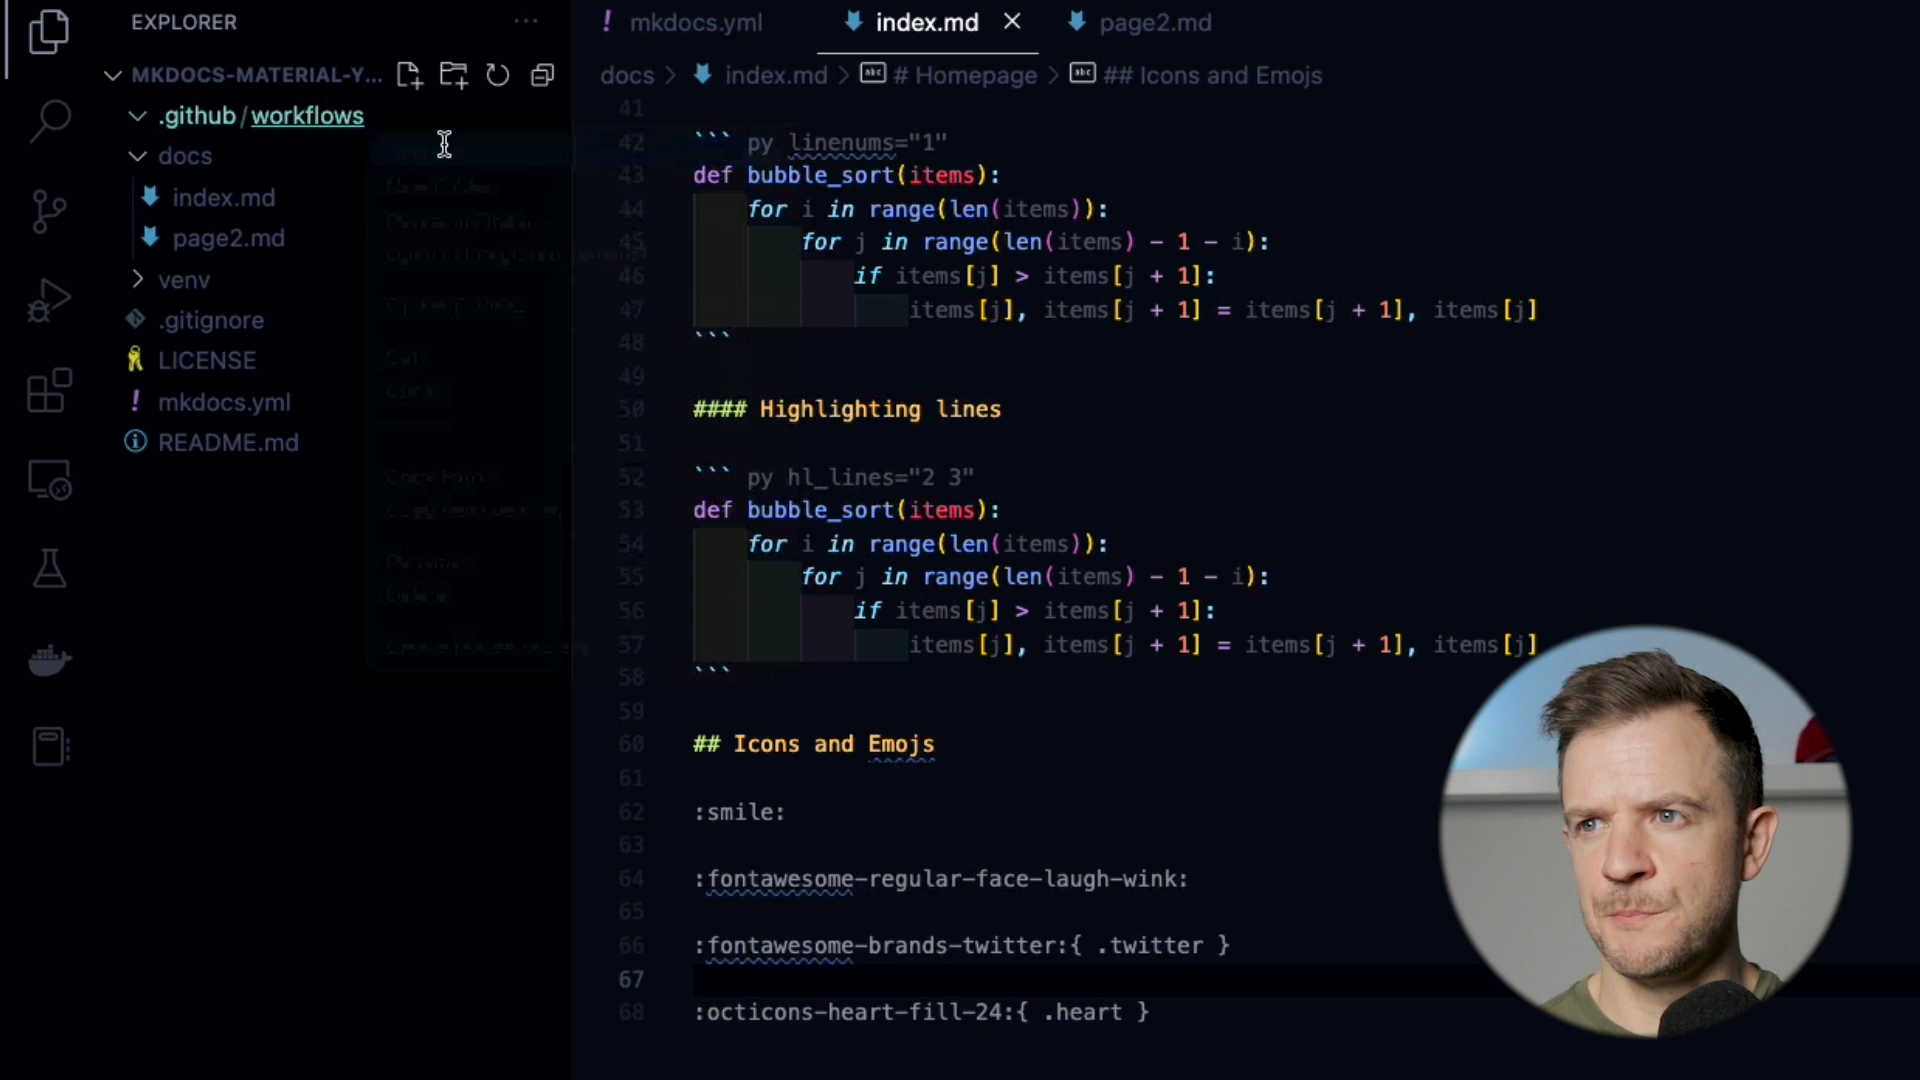 EXPLORER
MKDOCS-MATERIAL-Y...
.github/workflows
docs
index.md
page2.md
venv
.gitignore
LICENSE
mkdocs.yml
README.md
mkdocs.yml
index.md
page2.md
docs > index.md > # Homepage > ## Icons and Emojs
41
42 ``` py linenums="1"
43 def bubble_sort(items):
44 for i in range(len(items)):
45 for j in range(len(items) - 1 - i):
46 if items[j] > items[j + 1]:
47 items[j], items[j + 1] = items[j + 1], items[j]
48 ```
49
50 #### Highlighting lines
51
52 ``` py hl_lines="2 3"
53 def bubble_sort(items):
54 for i in range(len(items)):
55 for j in range(len(items) - 1 - i):
56 if items[j] > items[j + 1]:
57 items[j], items[j + 1] = items[j + 1], items[j]
58 ```
59
60 ## Icons and Emojs
61
62 :smile:
63
64 :fontawesome-regular-face-laugh-wink:
65
66 :fontawesome-brands-twitter:{ .twitter }
67
68 :octicons-heart-fill-24:{ .heart }